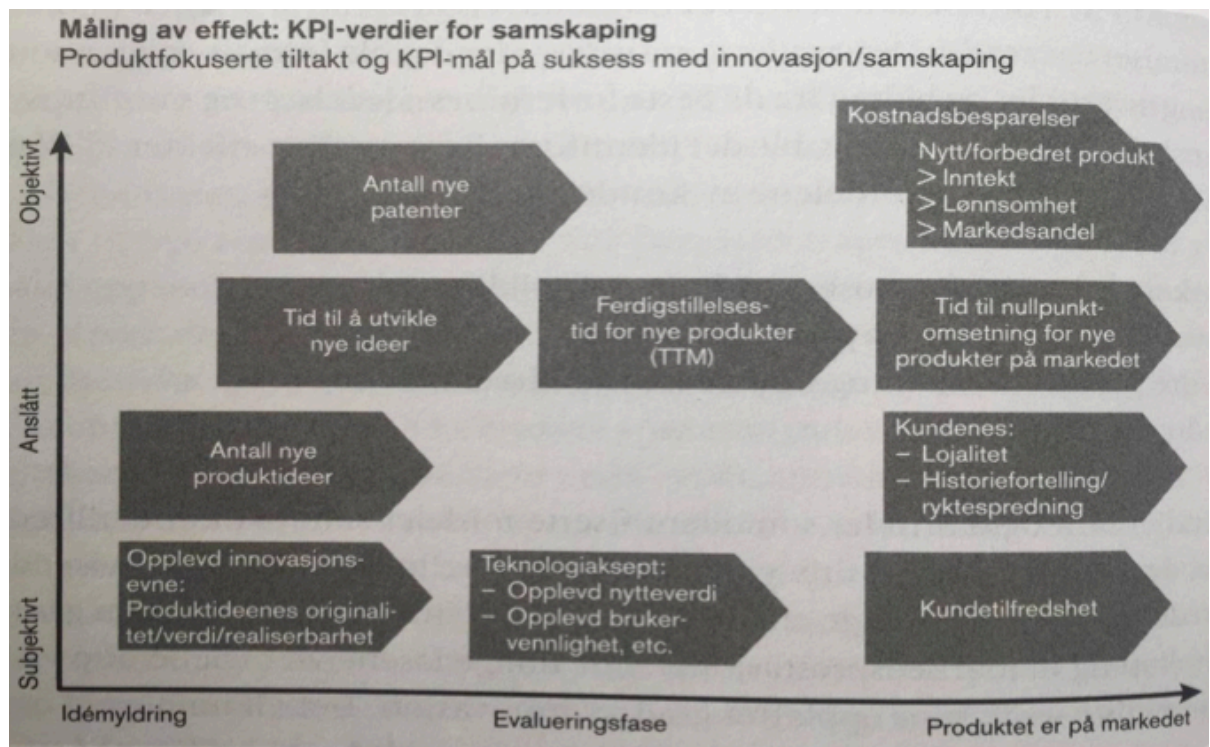 Måling av effekt: KPI-verdier for samskaping
Produktfokuserte tiltakt og KPI-mål på suksess med innovasjon/samskaping
Objektivt
Anslått
Subjektivt
Antall nye
patenter
Kostnadsbesparelser
Nytt/forbedret produkt
> Inntekt
> Lønnsomhet
> Markedsandel
Tid til å utvikle
nye ideer
Ferdigstillelses-
tid for nye produkter
(TTM)
Tid til nullpunkt-
omsetning for nye
produkter på markedet
Antall nye
produktideer
Kundenes:
– Lojalitet
– Historiefortelling/
ryktespredning
Opplevd innovasjons-
evne:
Produktideenes originali-
tet/verdi/realiserbarhet
Teknologiaksept:
– Opplevd nytteverdi
– Opplevd bruker-
vennlighet, etc.
Kundetilfredshet
Idémyldring
Evalueringsfase
Produktet er på markedet